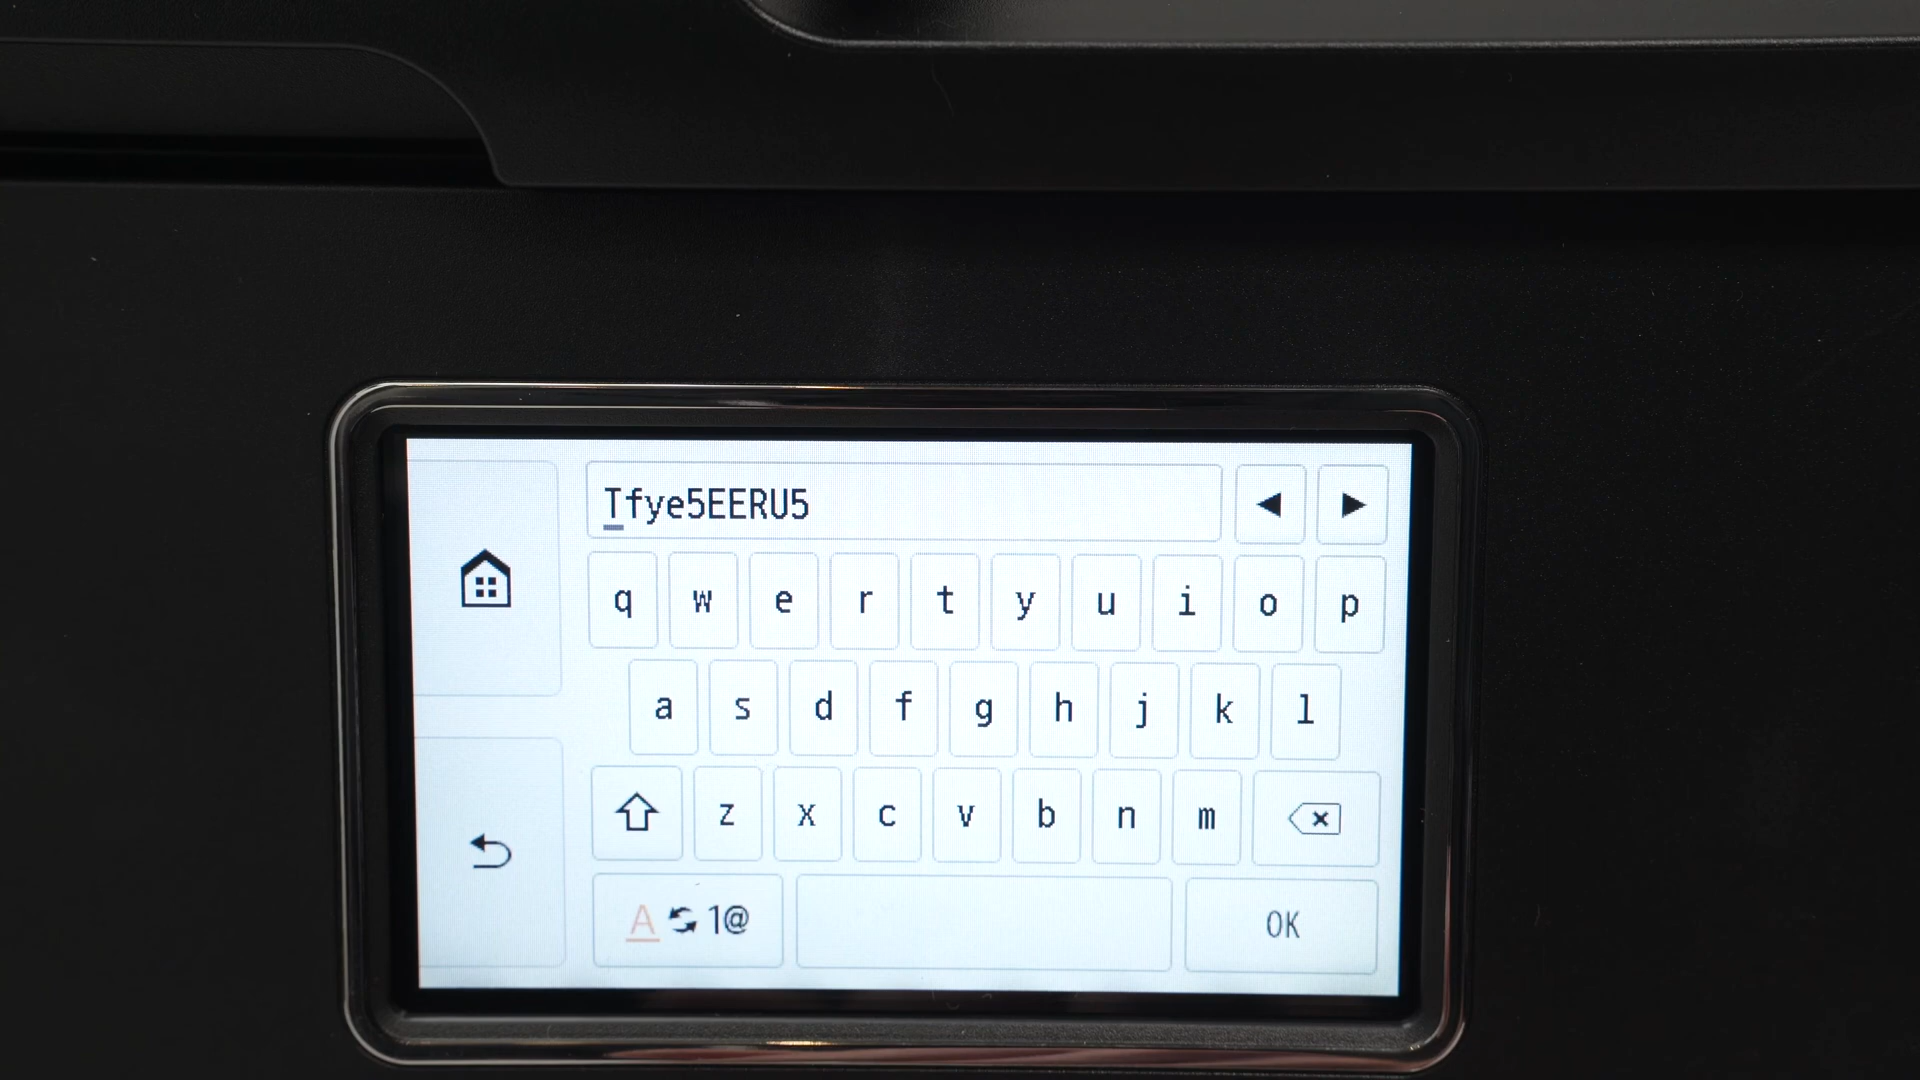 Tfye5EERU5
q w e r t y u i o p
a s d f g h j k l
z x c v b n m
A 1@ OK